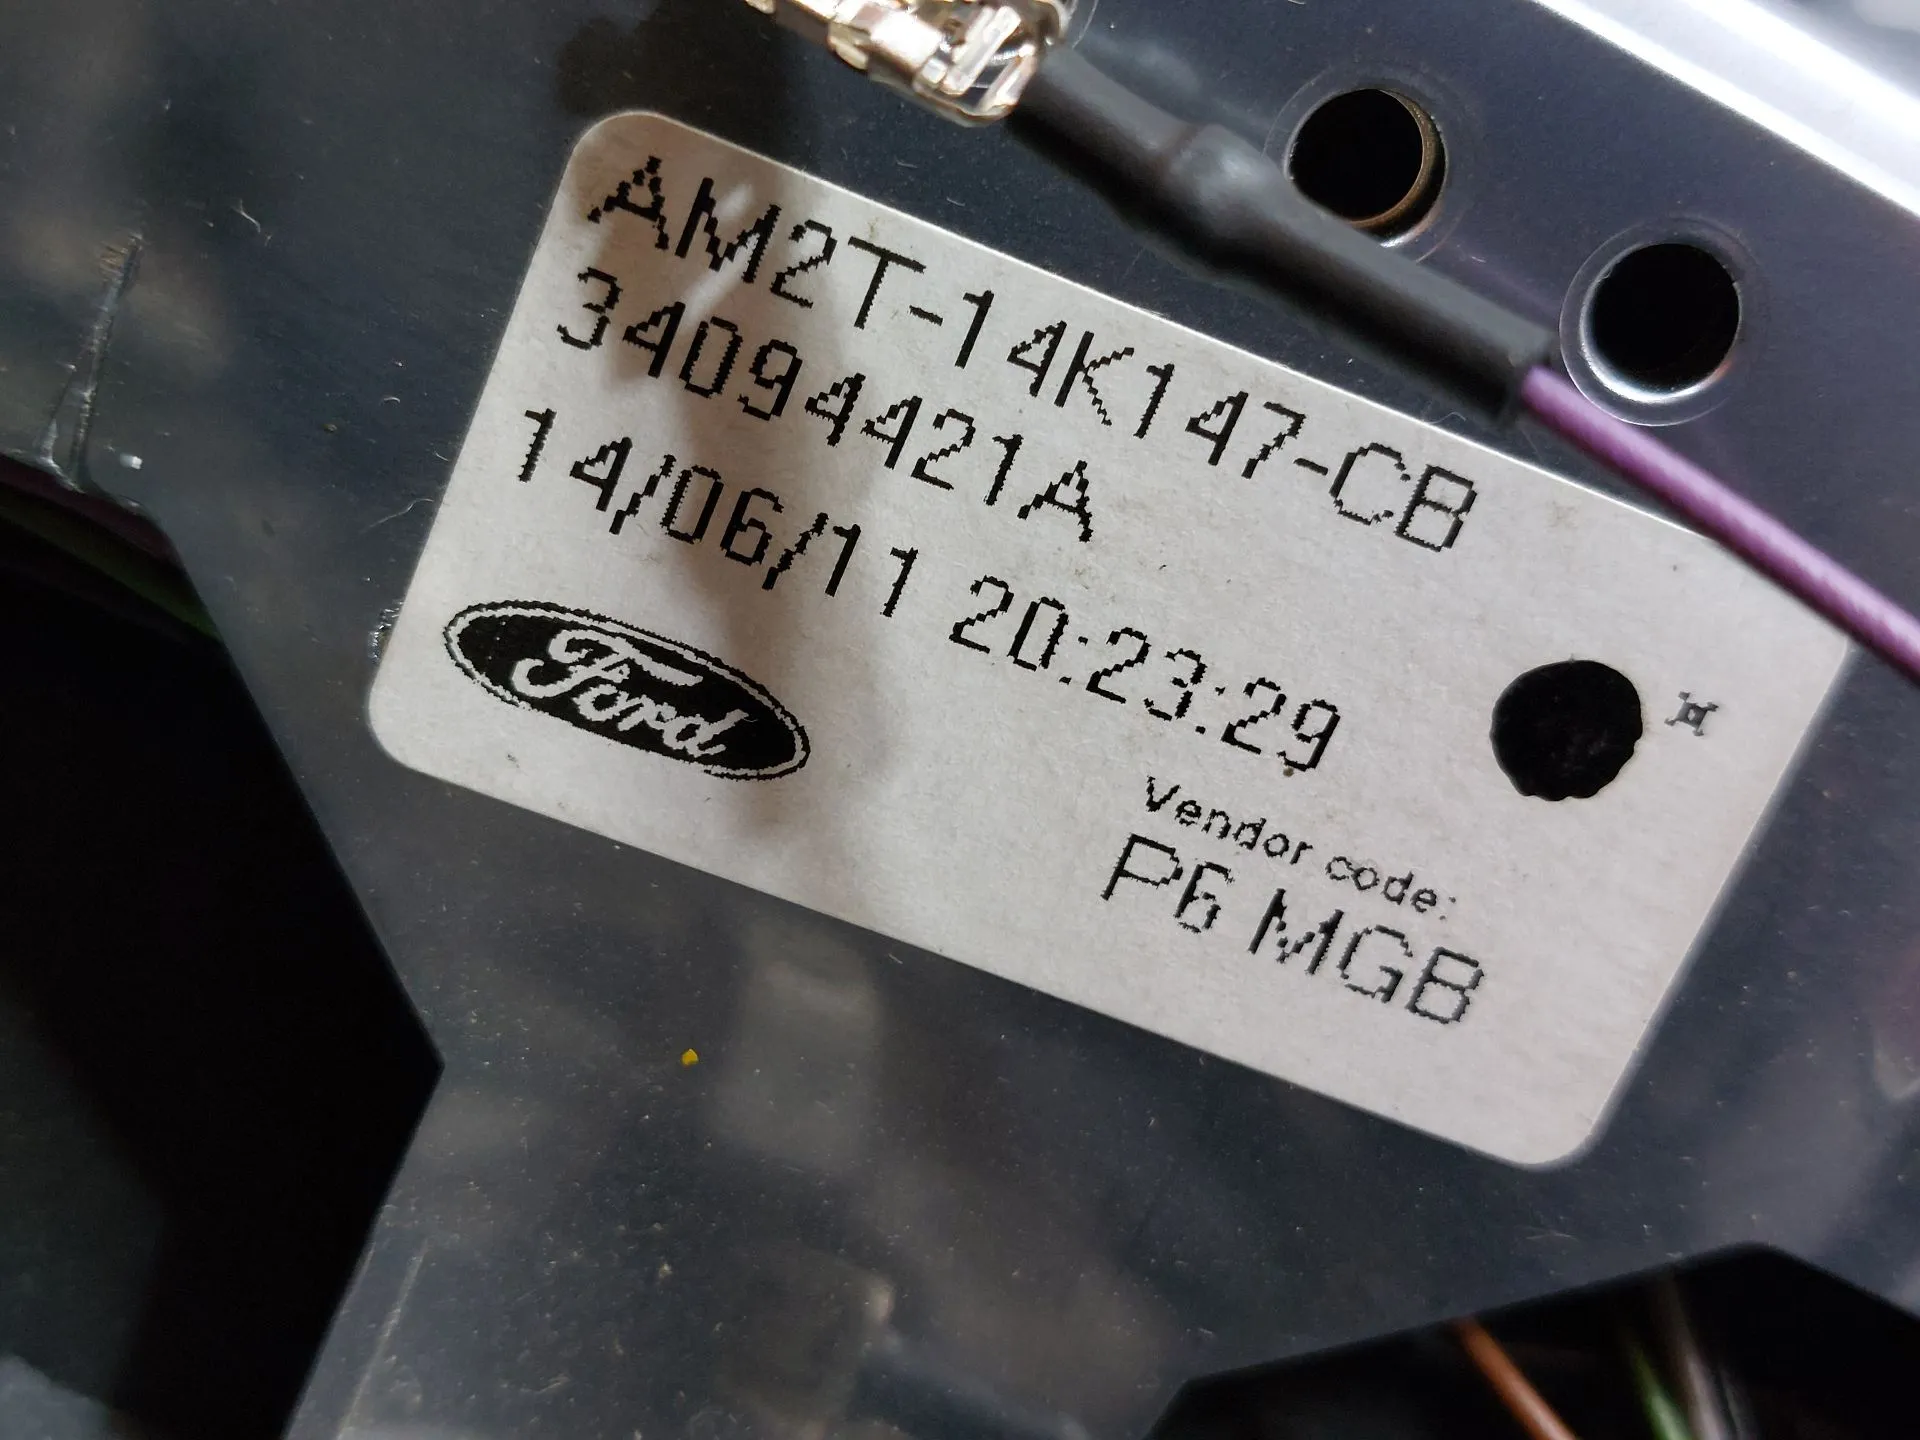 AM2T-14K147-CB
34094421A
14/06/11 20:23:29
Ford
Vendor code:
P6 MGB